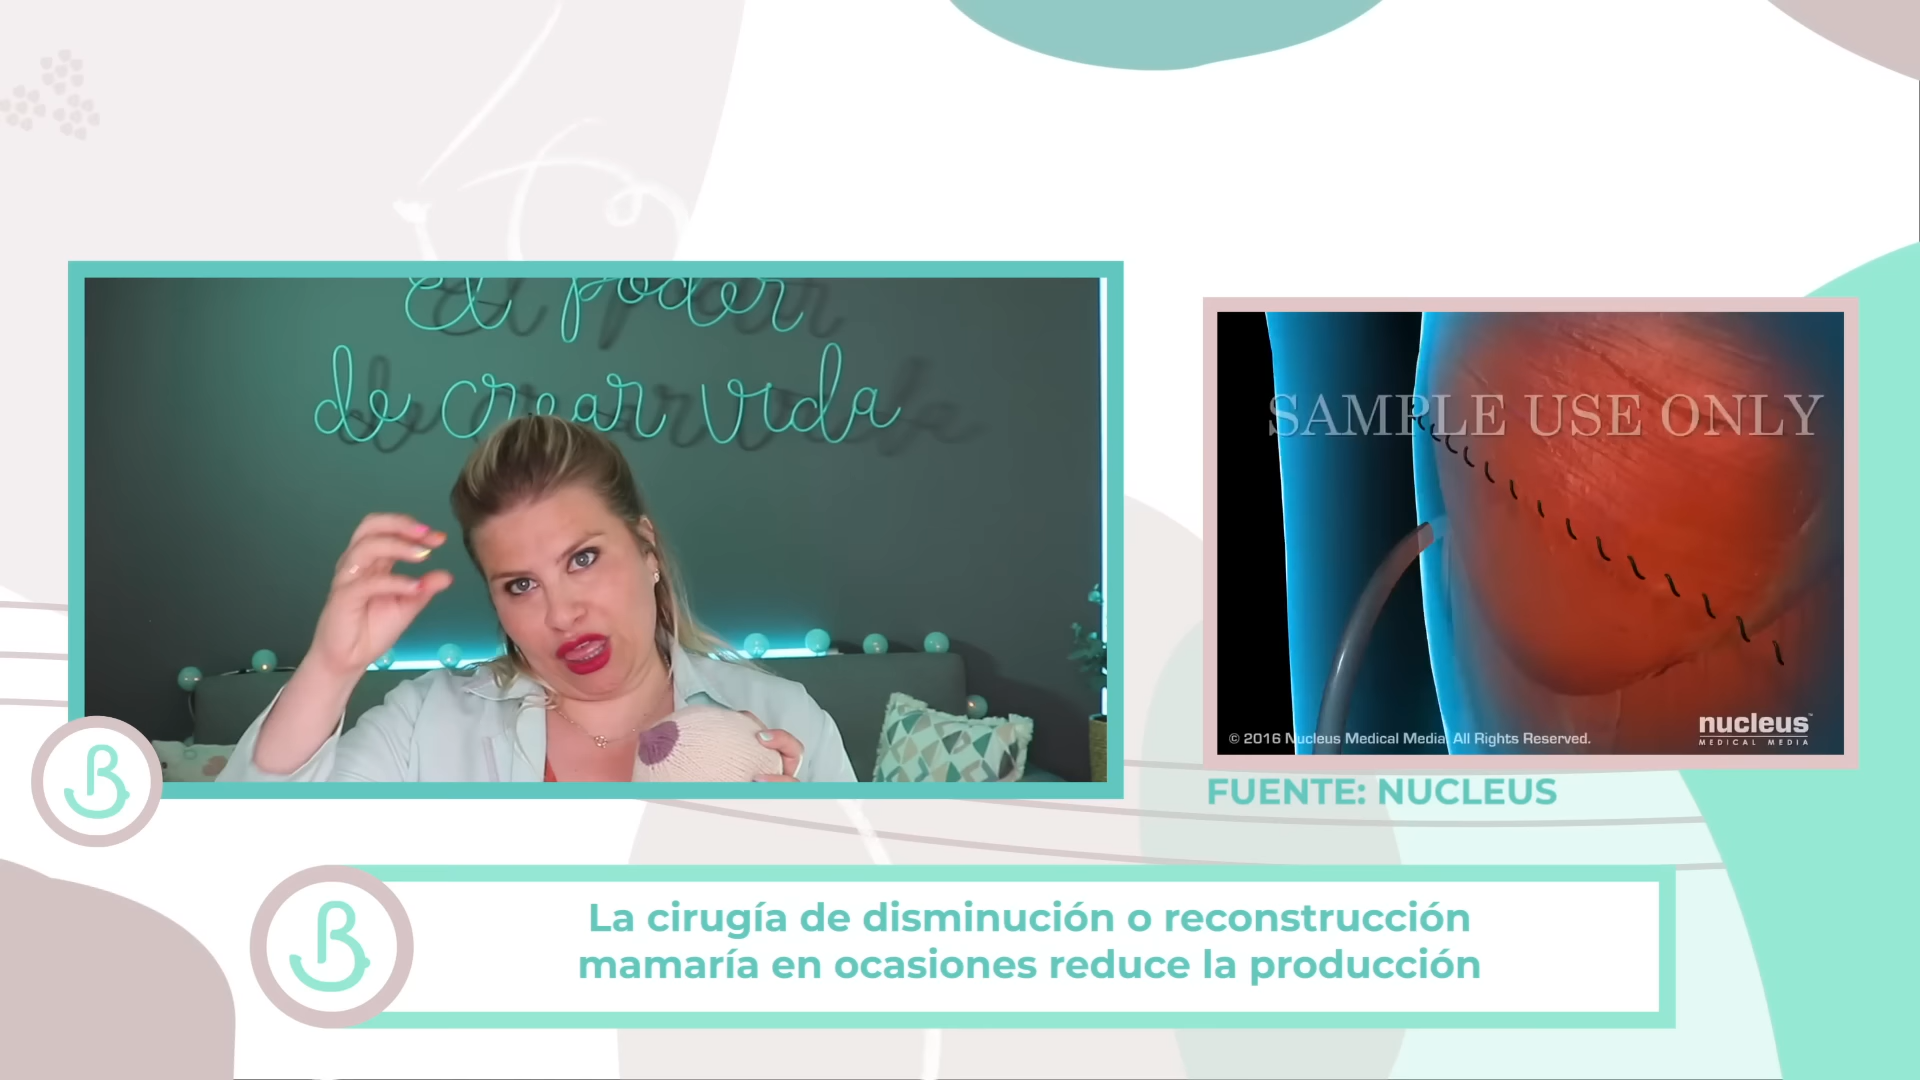 El poder
de crear vida
SAMPLE USE ONLY
© 2016 Nucleus Medical Media All Rights Reserved.
nucleus
MEDICAL MEDIA
FUENTE: NUCLEUS
La cirugía de disminución o reconstrucción
mamaría en ocasiones reduce la producción